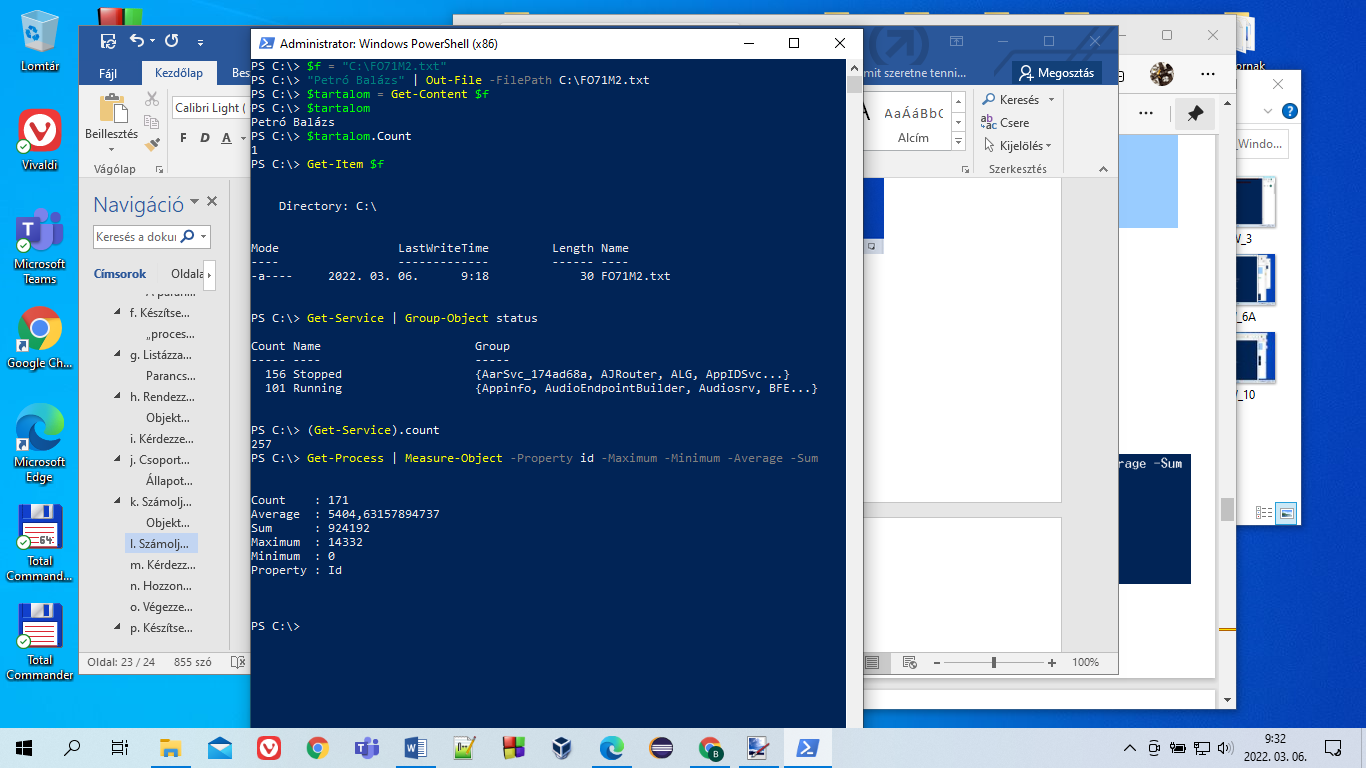 Lomtár
Vivaldi
Microsoft
Teams
Google Ch...
Microsoft
Edge
64
Total
Command...
Total
Commander
Fájl
Kezdőlap
mit szeretne tenni...
Megosztás
Beillesztés
Vágólap
Calibri Light (
F D A
AaÁáBbC
Alcím
Keresés
Csere
Kijelölés
Szerkesztés
Navigáció
Címsorok
Oldala
f. Készítse...
„proces...
g. Listázza...
Parancs...
h. Rendezz...
Objekt...
i. Kérdezze...
j. Csoport...
Állapot...
k. Számolj...
Objekt...
l. Számolj...
m. Kérdezz...
n. Hozzon...
o. Végezze...
p. Készítse...
Oldal: 23 / 24 855 szó
100%
Administrator: Windows PowerShell (x86)
PS C:\> $f = "C:\FO71M2.txt"
PS C:\> "Petró Balázs" | Out-File -FilePath C:\FO71M2.txt
PS C:\> $tartalom = Get-Content $f
PS C:\> $tartalom
Petró Balázs
PS C:\> $tartalom.Count
1
PS C:\> Get-Item $f
Directory: C:\
Mode LastWriteTime Length Name
---- ------------- ------ ----
-a---- 2022. 03. 06. 9:18 30 FO71M2.txt
PS C:\> Get-Service | Group-Object status
Count Name Group
----- ---- -----
156 Stopped {AarSvc_174ad68a, AJRouter, ALG, AppIDSvc...}
101 Running {Appinfo, AudioEndpointBuilder, Audiosrv, BFE...}
PS C:\> (Get-Service).count
257
PS C:\> Get-Process | Measure-Object -Property id -Maximum -Minimum -Average -Sum
Count : 171
Average : 5404,63157894737
Sum : 924192
Maximum : 14332
Minimum : 0
Property : Id
PS C:\>
rage -Sum
_Windo...
_3
_6A
_10
9:32
2022. 03. 06.